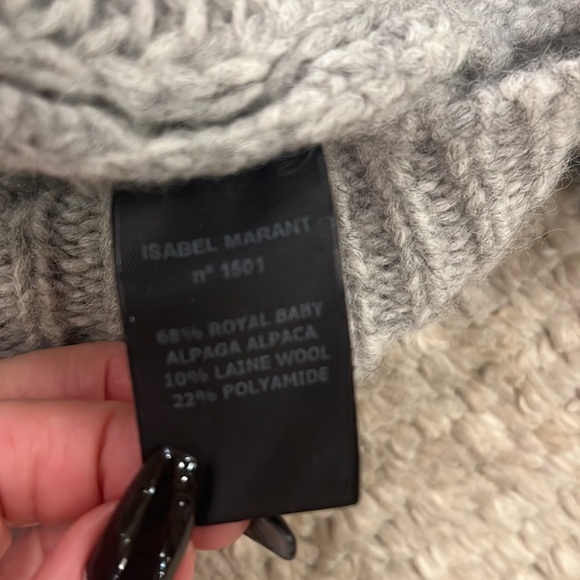 ISABEL MARANT
n° 1501
68% ROYAL BABY
ALPAGA ALPACA
10% LAINE WOOL
22% POLYAMIDE